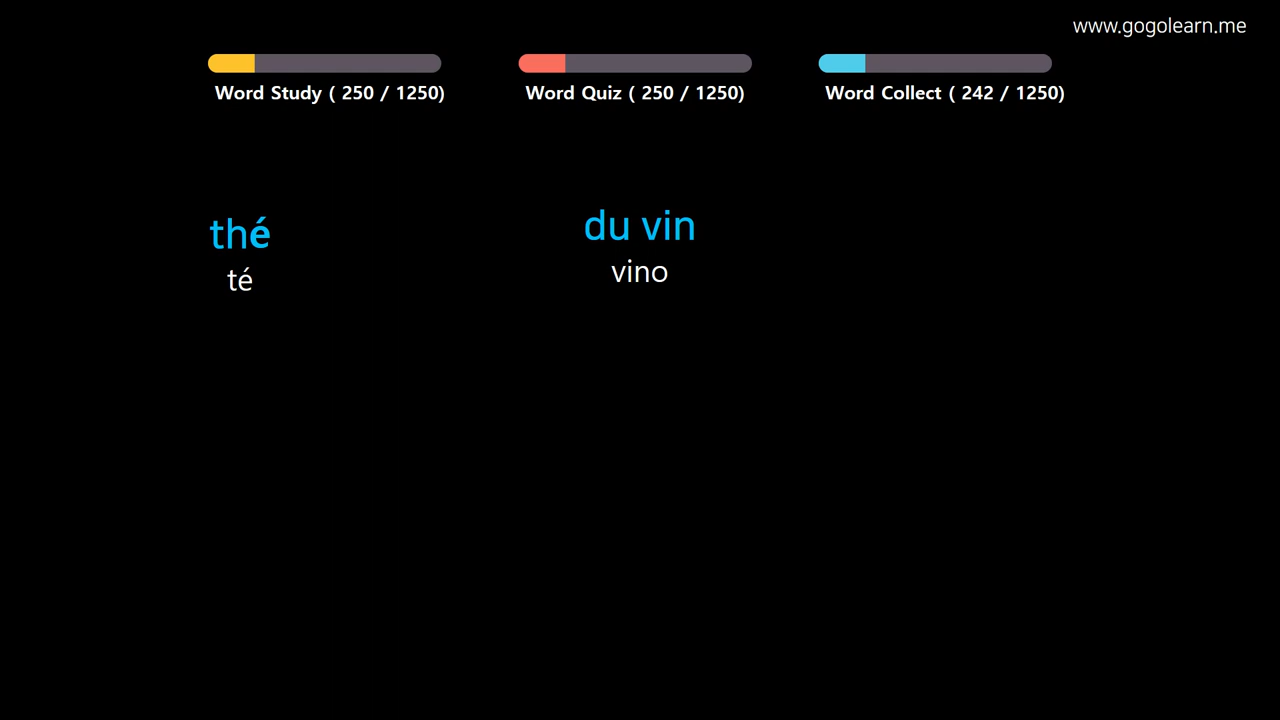 www.gogolearn.me
Word Study ( 250 / 1250)
Word Quiz ( 250 / 1250)
Word Collect ( 242 / 1250)
thé
té
du vin
vino